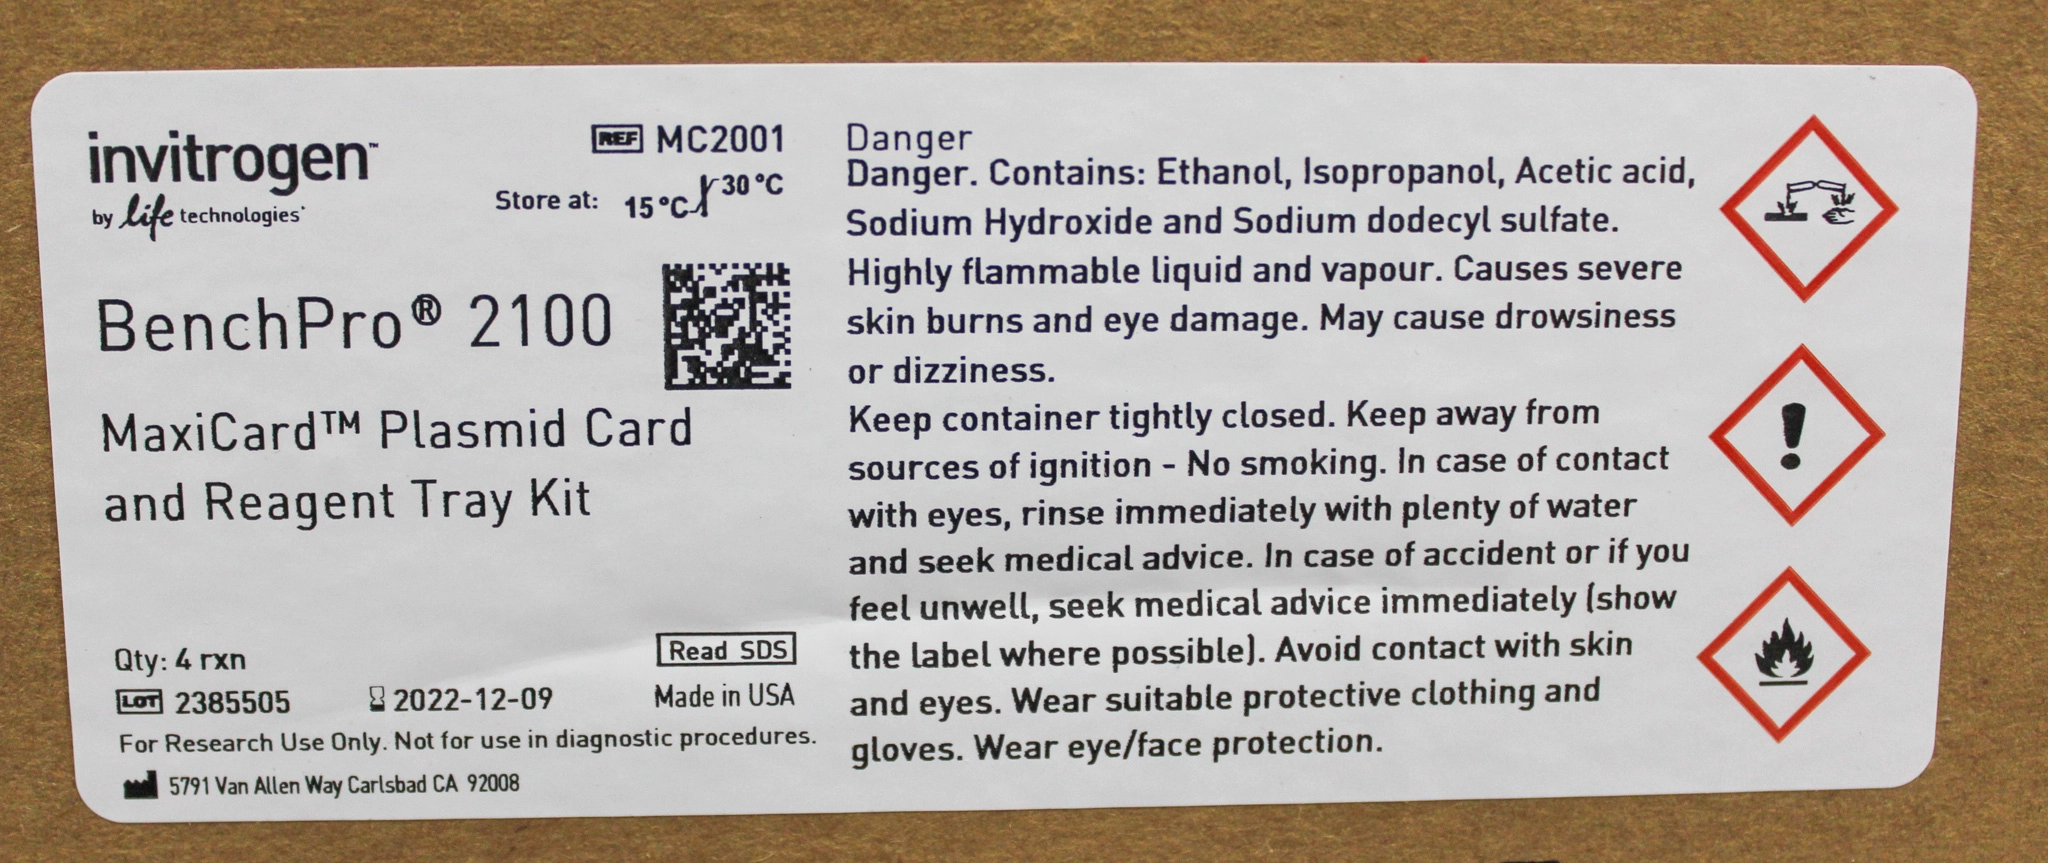 invitrogen™
by life technologies
REF MC2001
Store at: 15°C 30°C
BenchPro® 2100
MaxiCard™ Plasmid Card
and Reagent Tray Kit
Qty: 4 rxn
Read SDS
LOT 2385505
2022-12-09
Made in USA
For Research Use Only. Not for use in diagnostic procedures.
5791 Van Allen Way Carlsbad CA 92008
Danger
Danger. Contains: Ethanol, Isopropanol, Acetic acid,
Sodium Hydroxide and Sodium dodecyl sulfate.
Highly flammable liquid and vapour. Causes severe
skin burns and eye damage. May cause drowsiness
or dizziness.
Keep container tightly closed. Keep away from
sources of ignition - No smoking. In case of contact
with eyes, rinse immediately with plenty of water
and seek medical advice. In case of accident or if you
feel unwell, seek medical advice immediately (show
the label where possible). Avoid contact with skin
and eyes. Wear suitable protective clothing and
gloves. Wear eye/face protection.